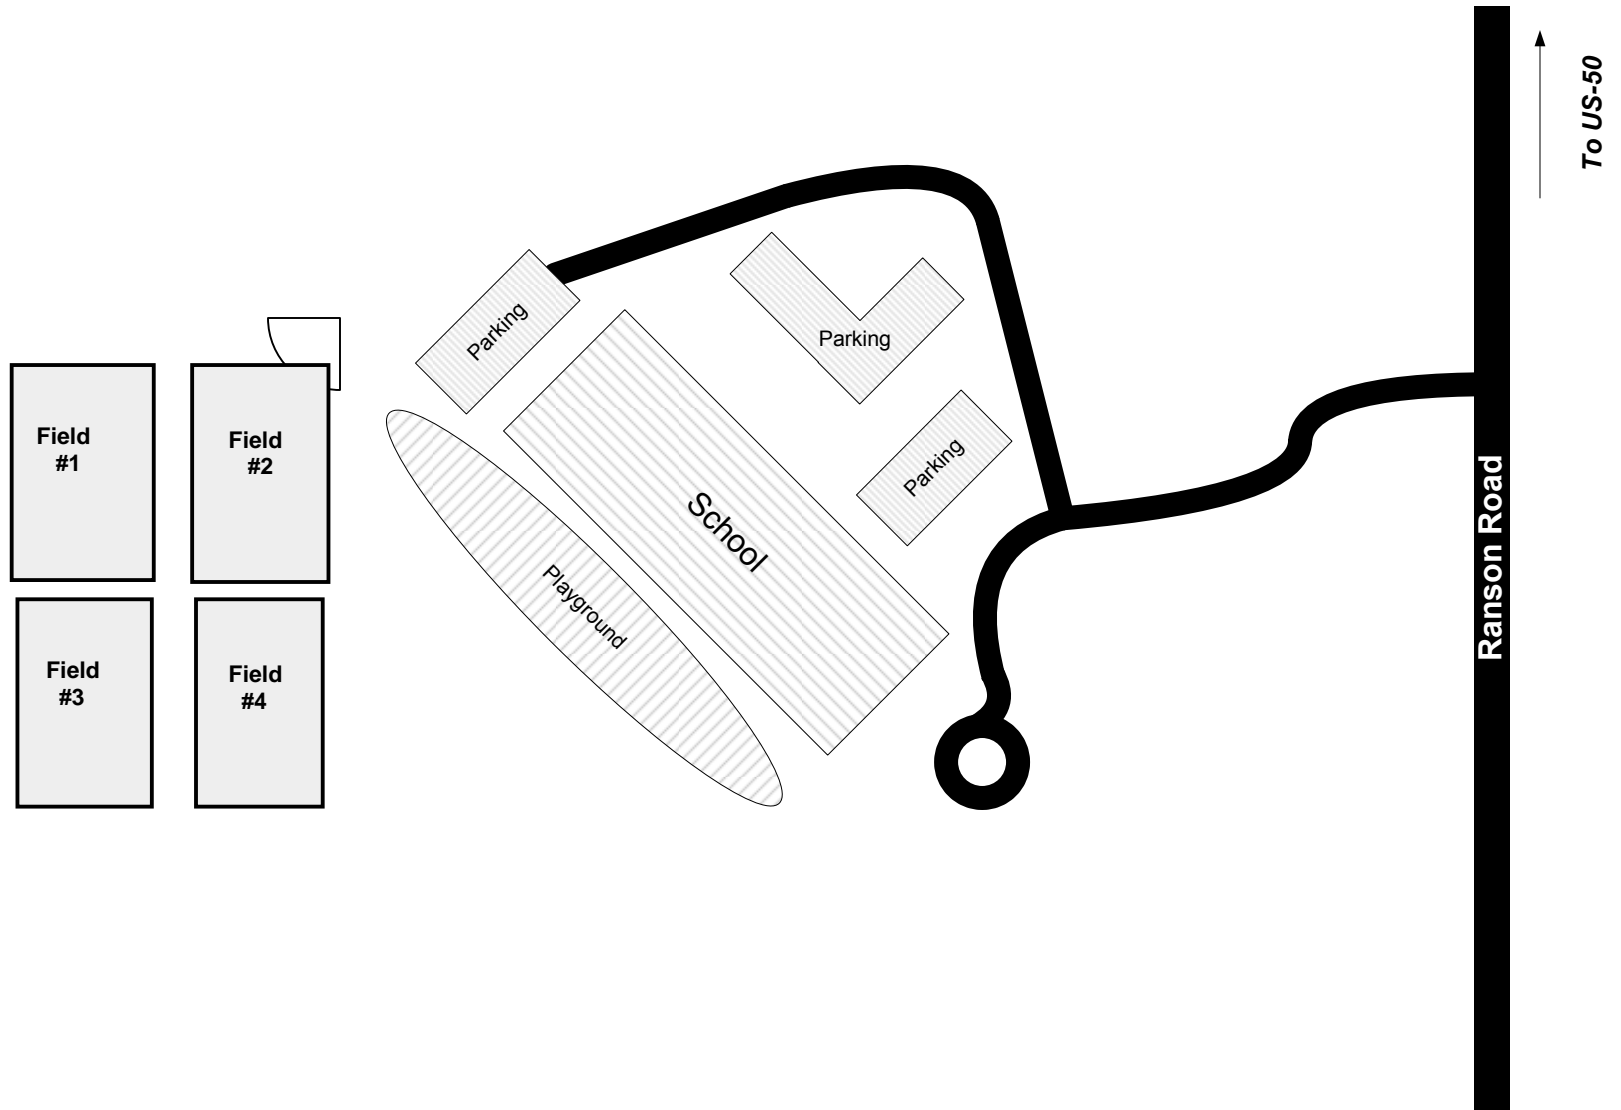 To US-50
Parking
Parking
Parking
Field
#1
Field
#2
School
Ranson Road
Playground
Field
#3
Field
#4